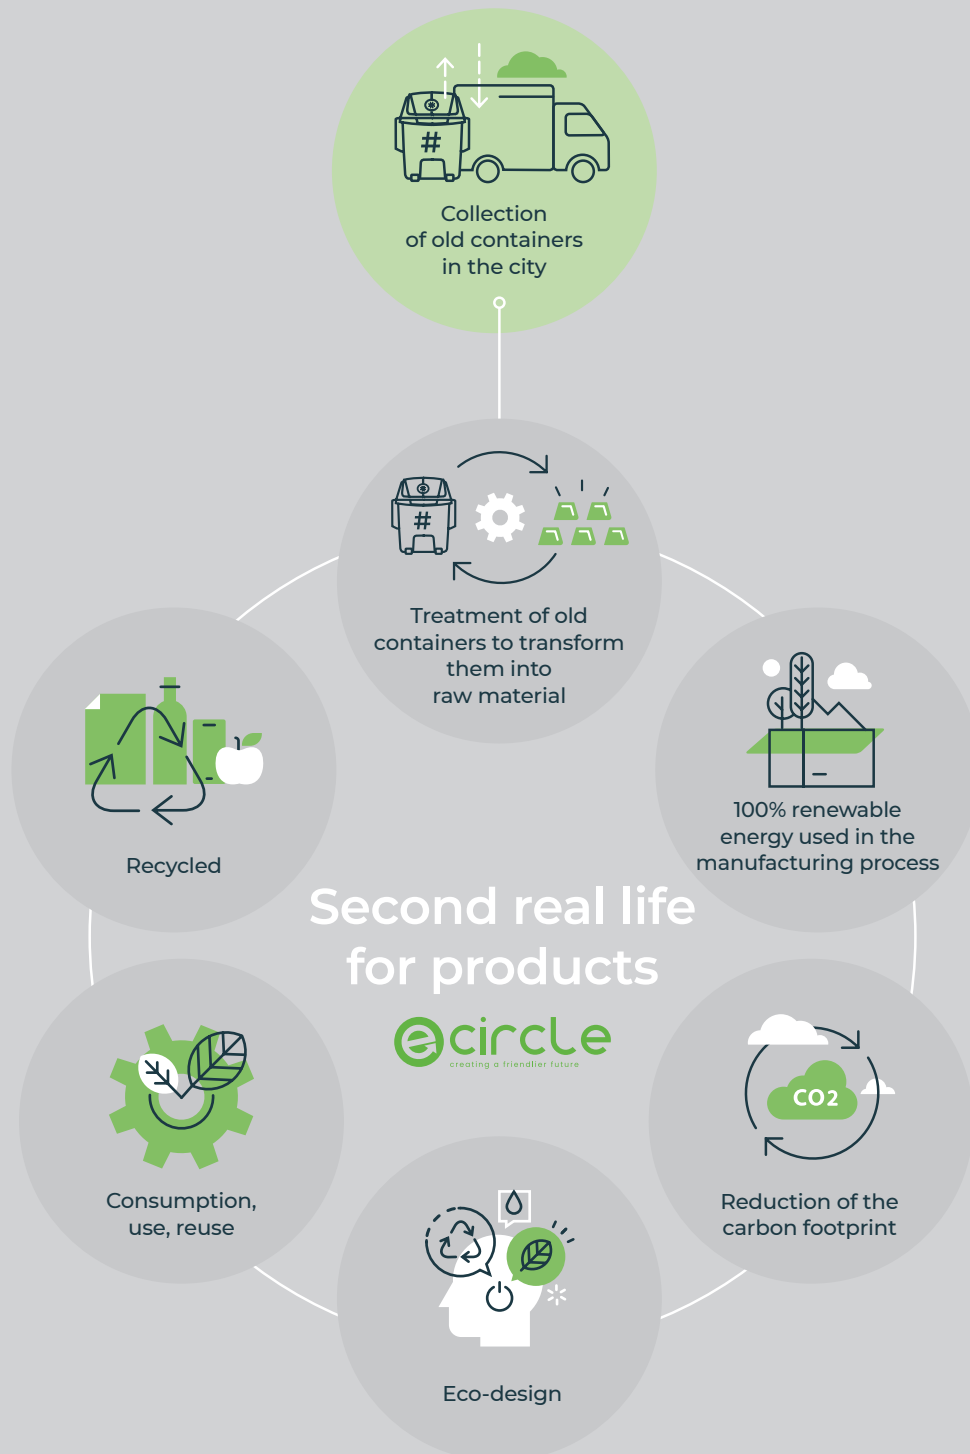 #
Collection
of old containers
in the city
#
Treatment of old
containers to transform
them into
raw material
100% renewable
energy used in the
manufacturing process
Recycled
Second real life
for products
ecircle
creating a friendlier future
CO2
Reduction of the
carbon footprint
Consumption,
use, reuse
Eco-design